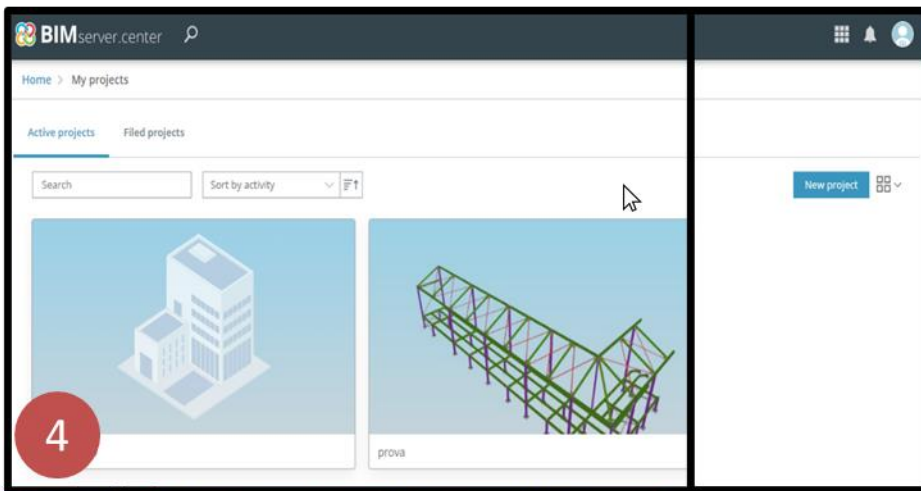 BIMserver.center
Home > My projects
Active projects Filed projects
Search Sort by activity New project
4
prova